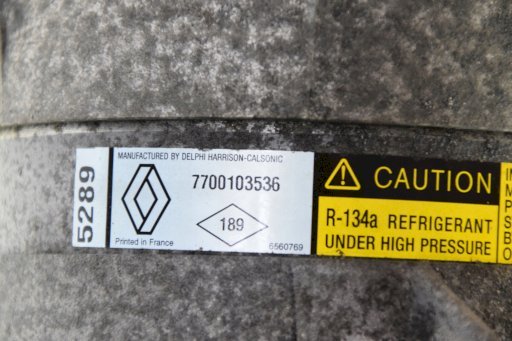 5289
MANUFACTURED BY DELPHI HARRISON-CALSONIC
7700103536
189
Printed in France
6560769
CAUTION
R-134a REFRIGERANT
UNDER HIGH PRESSURE